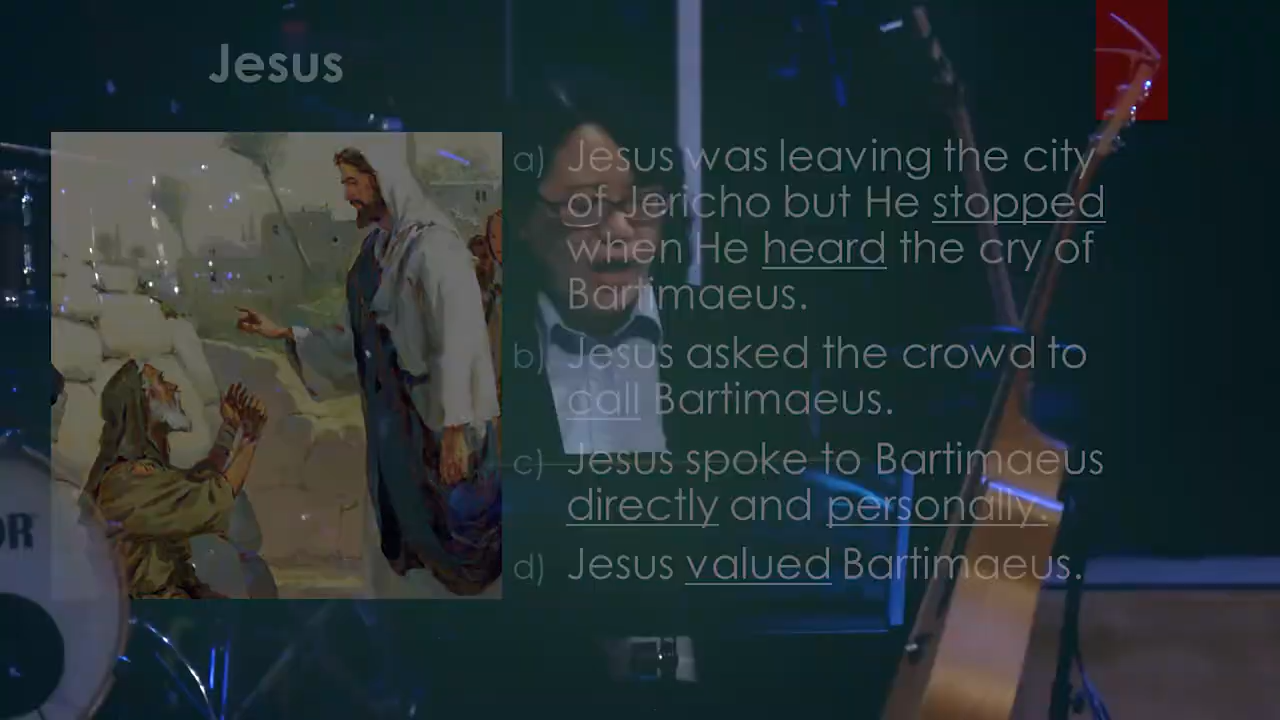 Jesus
a) Jesus was leaving the city
of Jericho but He stopped
when He heard the cry of
Bartimaeus.
b) Jesus asked the crowd to
call Bartimaeus.
c) Jesus spoke to Bartimaeus
directly and personally.
d) Jesus valued Bartimaeus.
OR